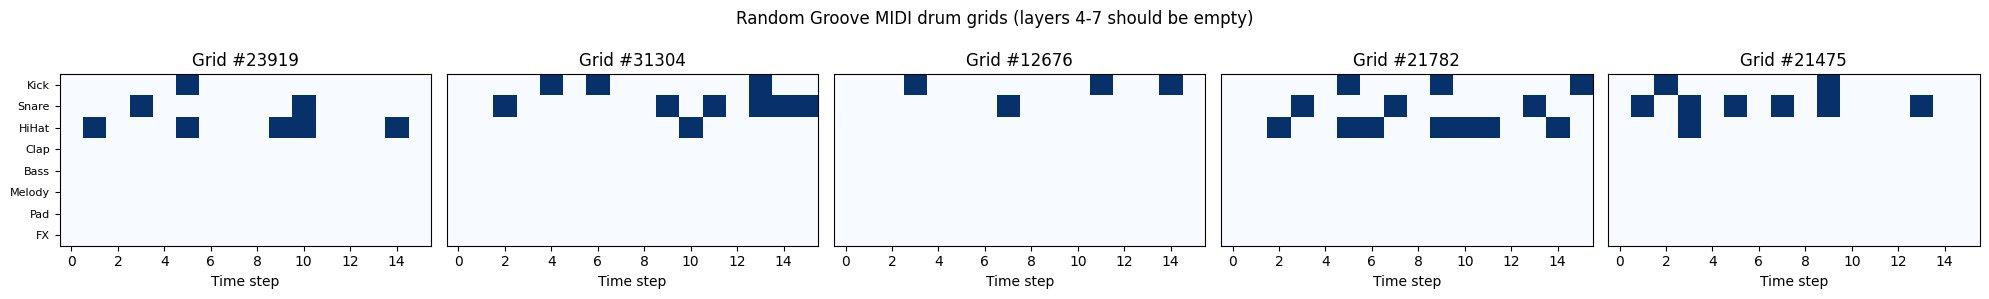 Random Groove MIDI drum grids (layers 4-7 should be empty)
Grid #23919
Grid #31304
Grid #12676
Grid #21782
Grid #21475
Kick
Snare
HiHat
Clap
Bass
Melody
Pad
FX
0 2 4 6 8 10 12 14
0 2 4 6 8 10 12 14
0 2 4 6 8 10 12 14
0 2 4 6 8 10 12 14
0 2 4 6 8 10 12 14
Time step
Time step
Time step
Time step
Time step